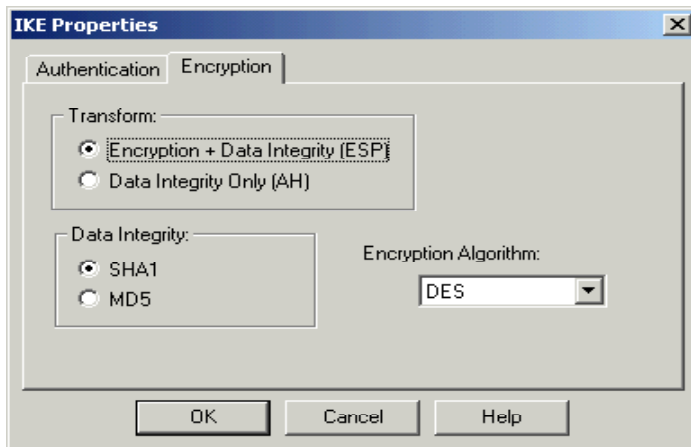 IKE Properties
Authentication
Encryption
Transform:
Encryption + Data Integrity (ESP)
Data Integrity Only (AH)
Data Integrity:
SHA1
MD5
Encryption Algorithm:
DES
OK
Cancel
Help